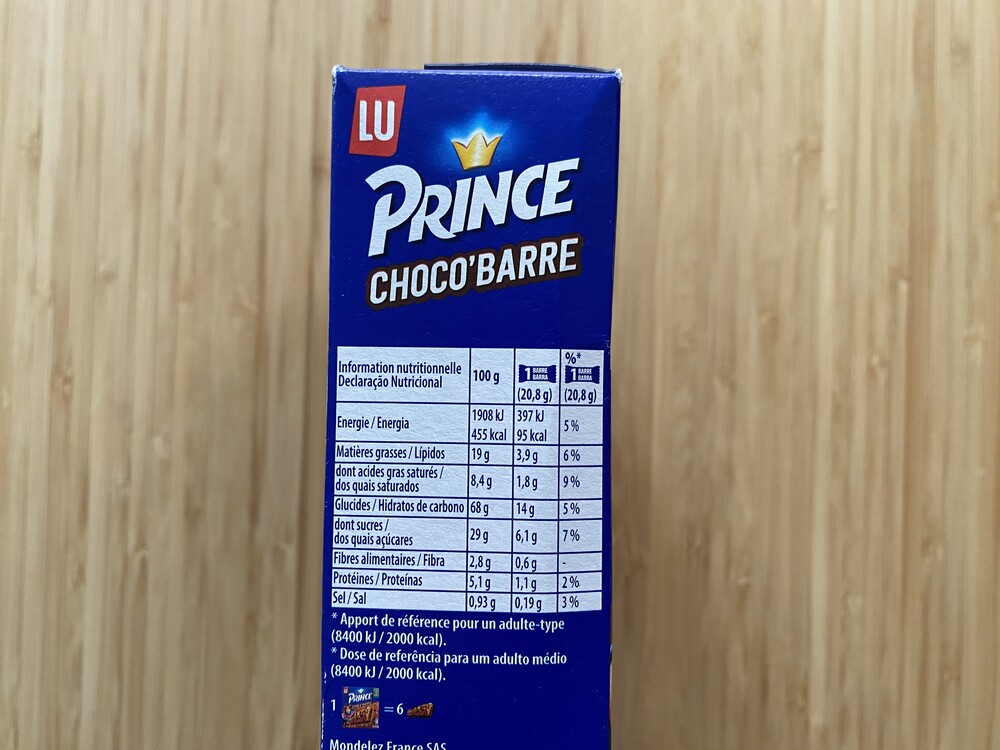 LU
PRINCE
CHOCO'BARRE
Information nutritionnelle
Declaração Nutricional
100 g
1 BARRE
BARRA
(20,8 g)
%*
1 BARRE
BARRA
(20,8 g)
Energie / Energia
1908 kJ
455 kcal
397 kJ
95 kcal
5 %
Matières grasses / Lípidos 19 g 3,9 g 6 %
dont acides gras saturés /
dos quais saturados
8,4 g 1,8 g 9 %
Glucides / Hidratos de carbono 68 g 14 g 5 %
dont sucres /
dos quais açúcares
29 g 6,1 g 7 %
Fibres alimentaires / Fibra 2,8 g 0,6 g -
Protéines / Proteínas 5,1 g 1,1 g 2 %
Sel / Sal 0,93 g 0,19 g 3 %
* Apport de référence pour un adulte-type
(8400 kJ / 2000 kcal).
* Dose de referência para um adulto médio
(8400 kJ / 2000 kcal).
1 PRINCE = 6
Mondelez France SAS